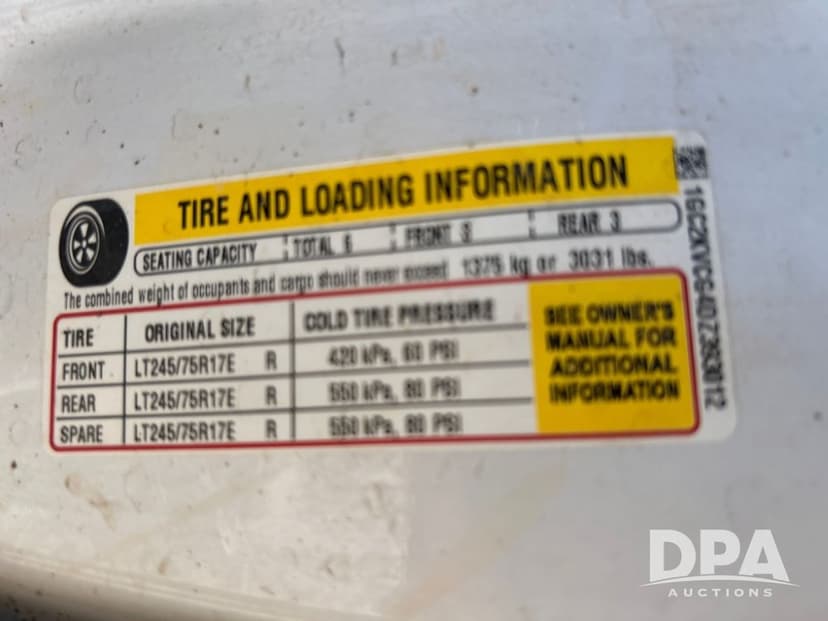 TIRE AND LOADING INFORMATION
SEATING CAPACITY TOTAL 6 FRONT 3 REAR 3
The combined weight of occupants and cargo should never exceed 1375 kg or 3031 lbs.
TIRE ORIGINAL SIZE COLD TIRE PRESSURE
FRONT LT245/75R17E R 420 kPa, 60 PSI
REAR LT245/75R17E R 550 kPa, 80 PSI
SPARE LT245/75R17E R 550 kPa, 80 PSI
SEE OWNER'S
MANUAL FOR
ADDITIONAL
INFORMATION
DPA
AUCTIONS